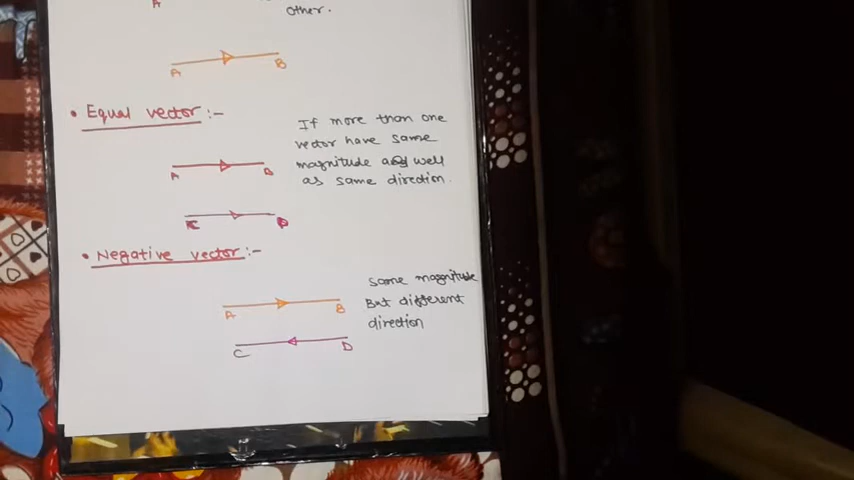 A
other.
A B
• Equal vector :-
If more than one
vector have same
magnitude as well
as same direction.
A B
C D
• Negative vector :-
same magnitude
But different
direction
A B
C D